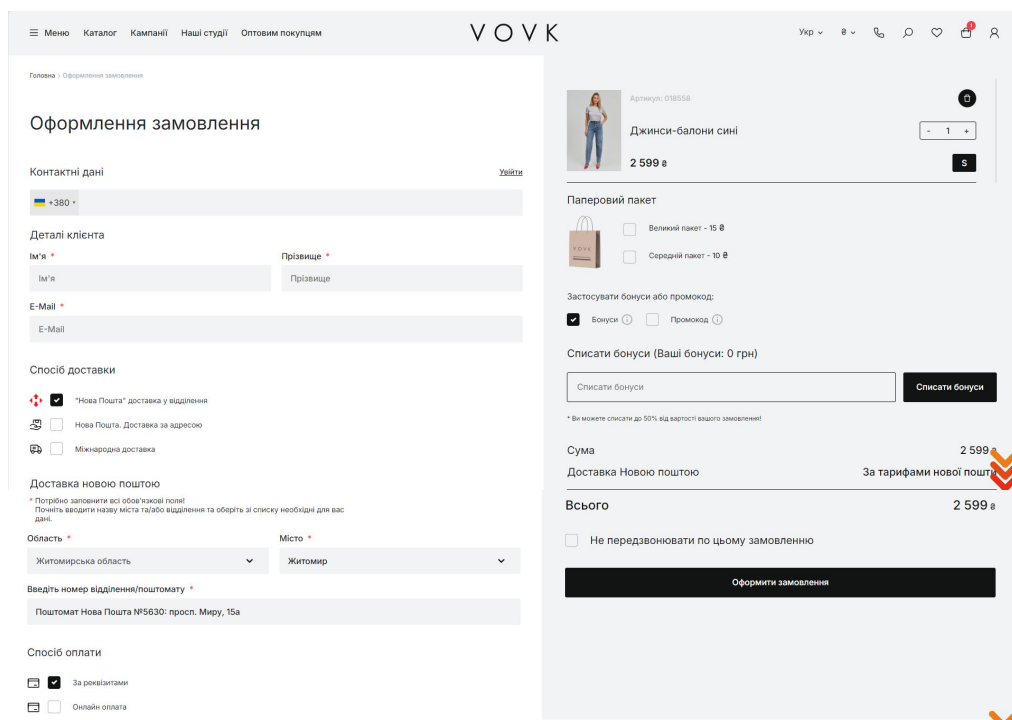 Меню Каталог Кампанії Наші студії Оптовим покупцям
VOVK
Укр ₴
1
Головна > Оформлення замовлення
Оформлення замовлення
Контактні дані
Увійти
+380
Деталі клієнта
Ім'я * Прізвище *
Ім'я Прізвище
E-Mail *
E-Mail
Спосіб доставки
"Нова Пошта" доставка у відділення
Нова Пошта. Доставка за адресою
Міжнародна доставка
Доставка новою поштою
* Потрібно заповнити всі обов'язкові поля!
Почніть вводити назву міста та/або відділення та оберіть зі списку необхідні для вас
дані.
Область * Місто *
Житомирська область Житомир
Введіть номер відділення/поштомату *
Поштомат Нова Пошта №5630: просп. Миру, 15а
Спосіб оплати
За реквізитами
Онлайн оплата
Артикул: 018558
Джинси-балони сині
- 1 +
2 599 ₴
S
Паперовий пакет
VOVK
Великий пакет - 15 ₴
Середній пакет - 10 ₴
Застосувати бонуси або промокод:
Бонуси Промокод
Списати бонуси (Ваші бонуси: 0 грн)
Списати бонуси
Списати бонуси
* Ви можете списати до 50% від вартості вашого замовлення!
Сума 2 599 ₴
Доставка Новою поштою За тарифами нової пошти
Всього 2 599 ₴
Не передзвонювати по цьому замовленню
Оформити замовлення